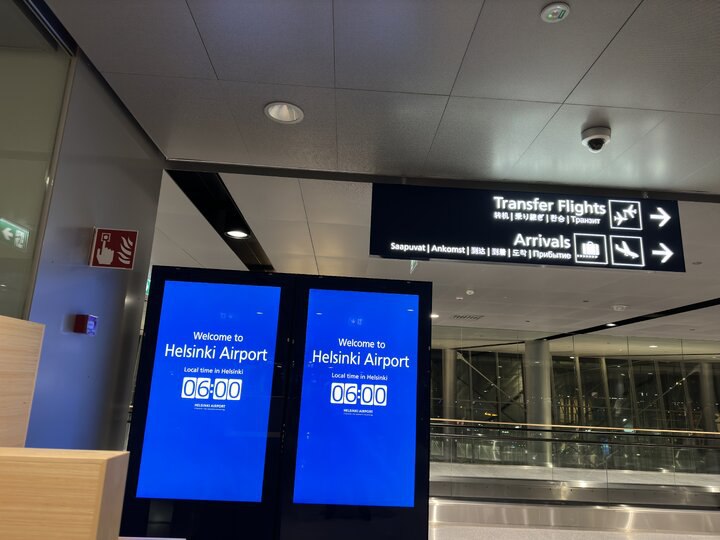 Transfer Flights
转机 | 乗り継ぎ | 환승 | Транзит
Arrivals
Saapuvat | Ankomst | 到达 | 到着 | 도착 | Прибытие
Welcome to
Helsinki Airport
Local time in Helsinki
06:00
HELSINKI AIRPORT
Welcome to
Helsinki Airport
Local time in Helsinki
06:00
HELSINKI AIRPORT